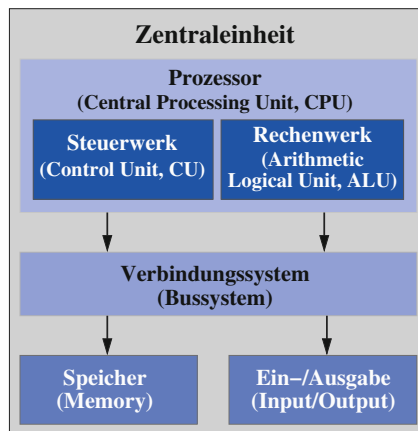 Zentraleinheit
Prozessor
(Central Processing Unit, CPU)
Steuerwerk
(Control Unit, CU)
Rechenwerk
(Arithmetic
Logical Unit, ALU)
Verbindungssystem
(Bussystem)
Speicher
(Memory)
Ein–/Ausgabe
(Input/Output)